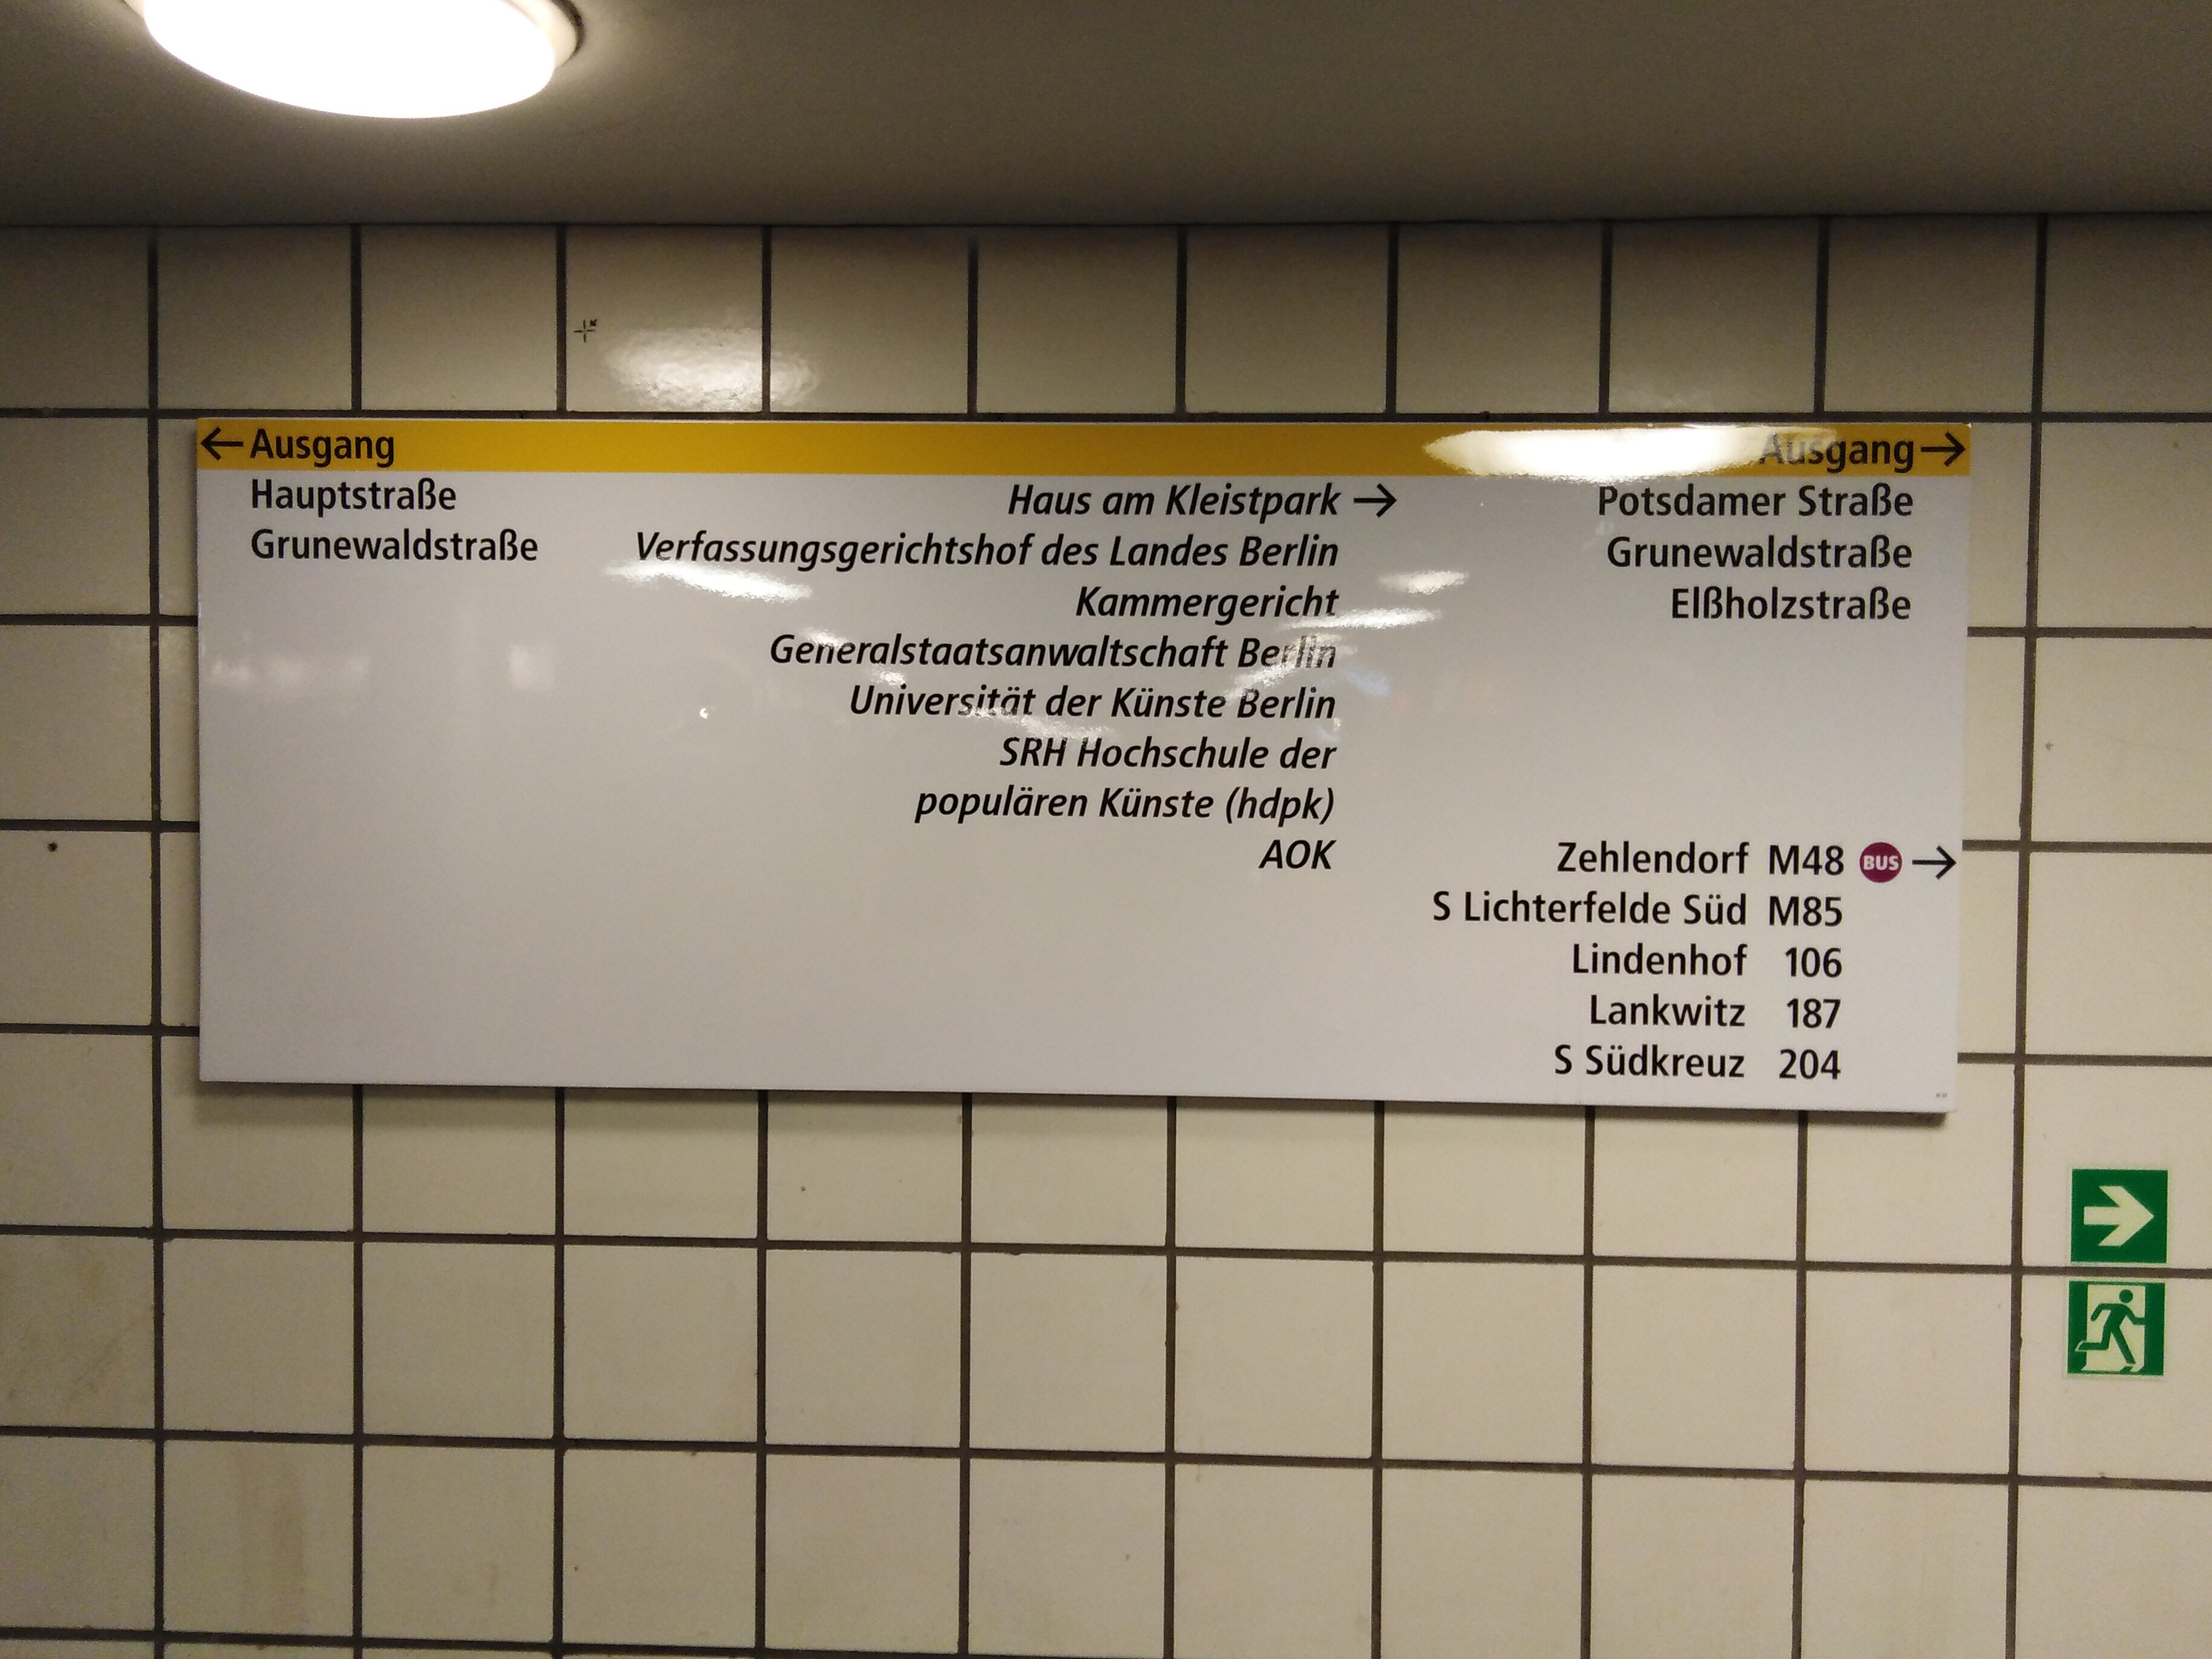 ← Ausgang
Hauptstraße
Grunewaldstraße
Haus am Kleistpark →
Verfassungsgerichtshof des Landes Berlin
Kammergericht
Generalstaatsanwaltschaft Berlin
Universität der Künste Berlin
SRH Hochschule der
populären Künste (hdpk)
AOK
Ausgang →
Potsdamer Straße
Grunewaldstraße
Elßholzstraße
Zehlendorf M48 BUS →
S Lichterfelde Süd M85
Lindenhof 106
Lankwitz 187
S Südkreuz 204